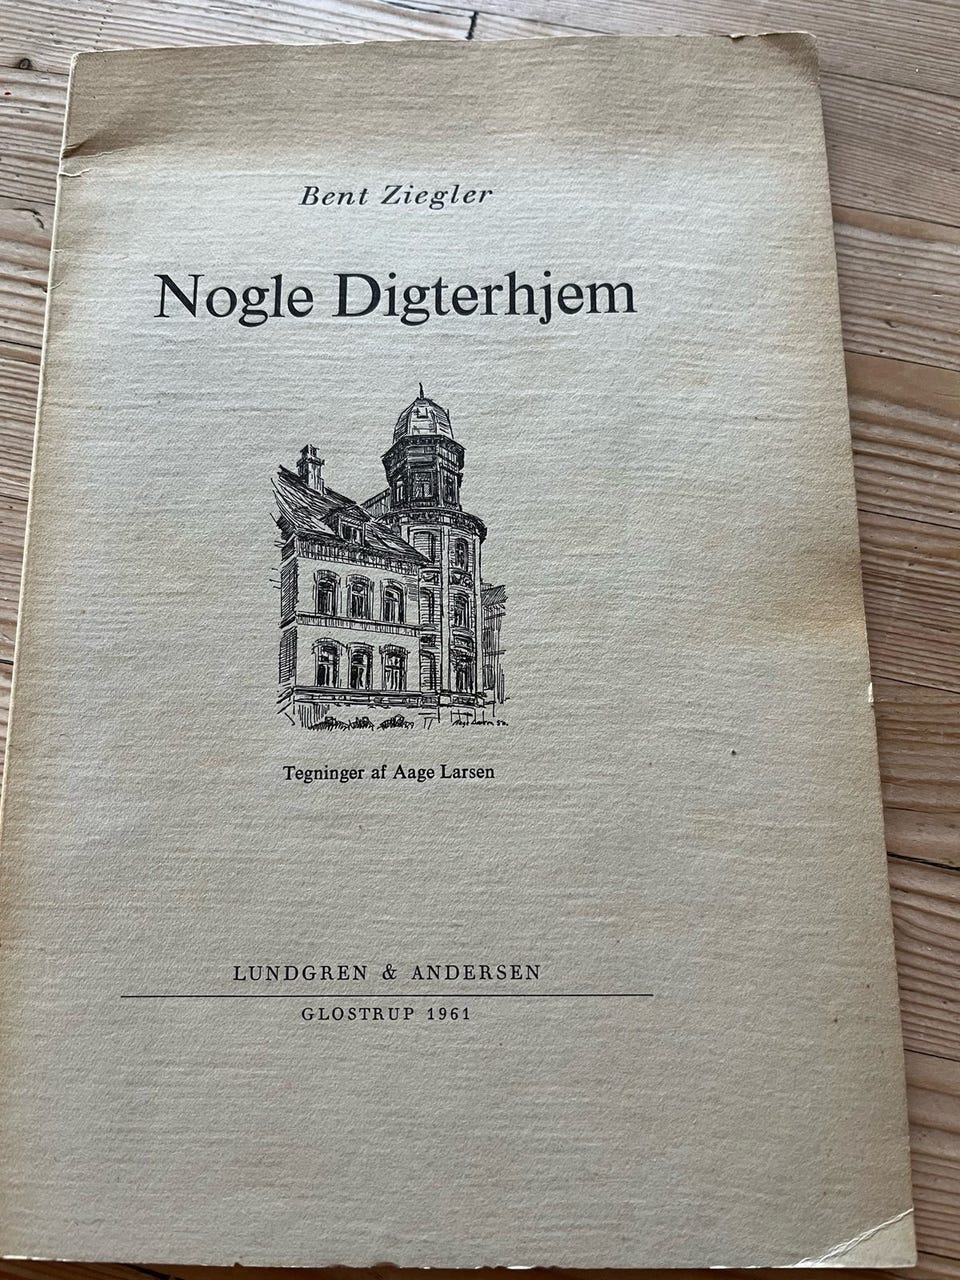 Bent Ziegler
Nogle Digterhjem
Tegninger af Aage Larsen
LUNDGREN & ANDERSEN
GLOSTRUP 1961